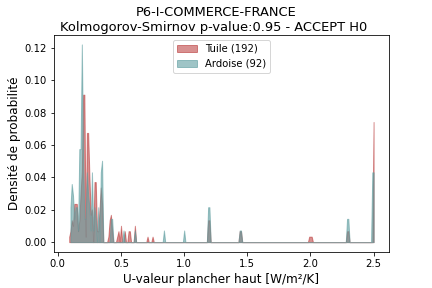 P6-I-COMMERCE-FRANCE
Kolmogorov-Smirnov p-value:0.95 - ACCEPT H0
Tuile (192)
Ardoise (92)
Densité de probabilité
0.12
0.10
0.08
0.06
0.04
0.02
0.00
0.0 0.5 1.0 1.5 2.0 2.5
U-valeur plancher haut [W/m²/K]